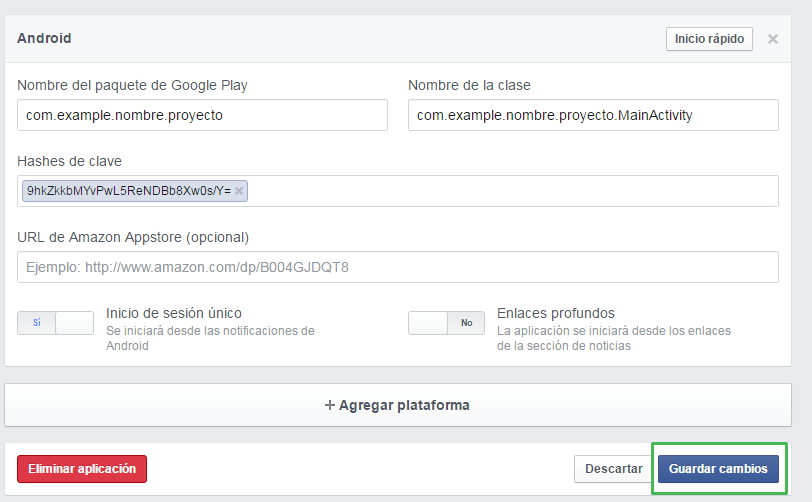 Android
Inicio rápido
Nombre del paquete de Google Play
Nombre de la clase
com.example.nombre.proyecto
com.example.nombre.proyecto.MainActivity
Hashes de clave
9hkZkkbMYvPwL5ReNDBb8Xw0s/Y=
URL de Amazon Appstore (opcional)
Ejemplo: http://www.amazon.com/dp/B004GJDQT8
Sí
Inicio de sesión único
Se iniciará desde las notificaciones de
Android
No
Enlaces profundos
La aplicación se iniciará desde los enlaces
de la sección de noticias
+ Agregar plataforma
Eliminar aplicación
Descartar
Guardar cambios